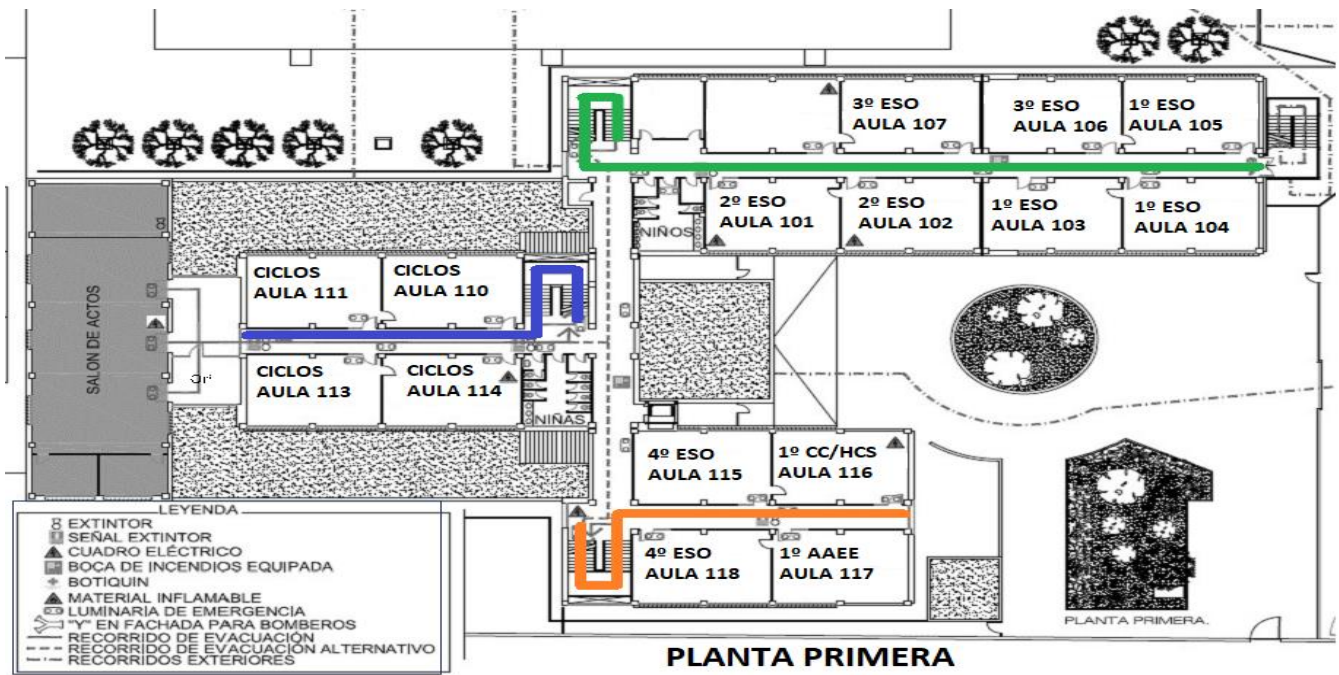 3º ESO
AULA 107
3º ESO
AULA 106
1º ESO
AULA 105
2º ESO
AULA 101
2º ESO
AULA 102
1º ESO
AULA 103
1º ESO
AULA 104
NIÑOS
CICLOS
AULA 111
CICLOS
AULA 110
SALON DE ACTOS
CICLOS
AULA 113
CICLOS
AULA 114
NIÑAS
4º ESO
AULA 115
1º CC/HCS
AULA 116
4º ESO
AULA 118
1º AAEE
AULA 117
LEYENDA
EXTINTOR
SEÑAL EXTINTOR
CUADRO ELÉCTRICO
BOCA DE INCENDIOS EQUIPADA
BOTIQUIN
MATERIAL INFLAMABLE
LUMINARIA DE EMERGENCIA
"Y" EN FACHADA PARA BOMBEROS
RECORRIDO DE EVACUACIÓN
RECORRIDO DE EVACUACIÓN ALTERNATIVO
RECORRIDOS EXTERIORES
PLANTA PRIMERA.
PLANTA PRIMERA